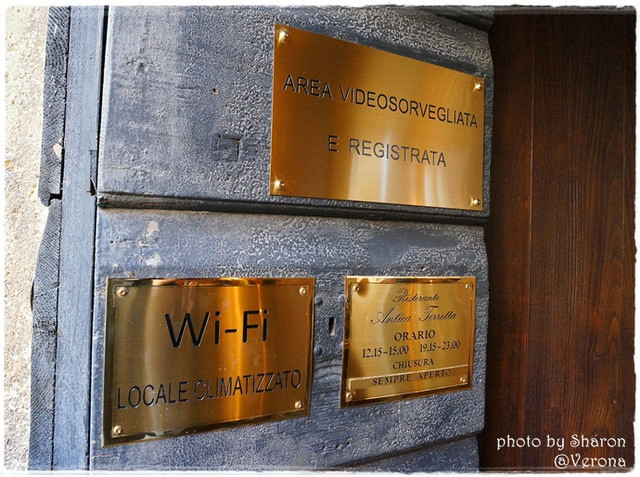 AREA VIDEOSORVEGLIATA
E REGISTRATA
Wi-Fi
LOCALE CLIMATIZZATO
Ristorante
Antica Torretta
ORARIO
12.15-15.00 19.15-23.00
CHIUSURA
SEMPRE APERTO
photo by Sharon
@Verona